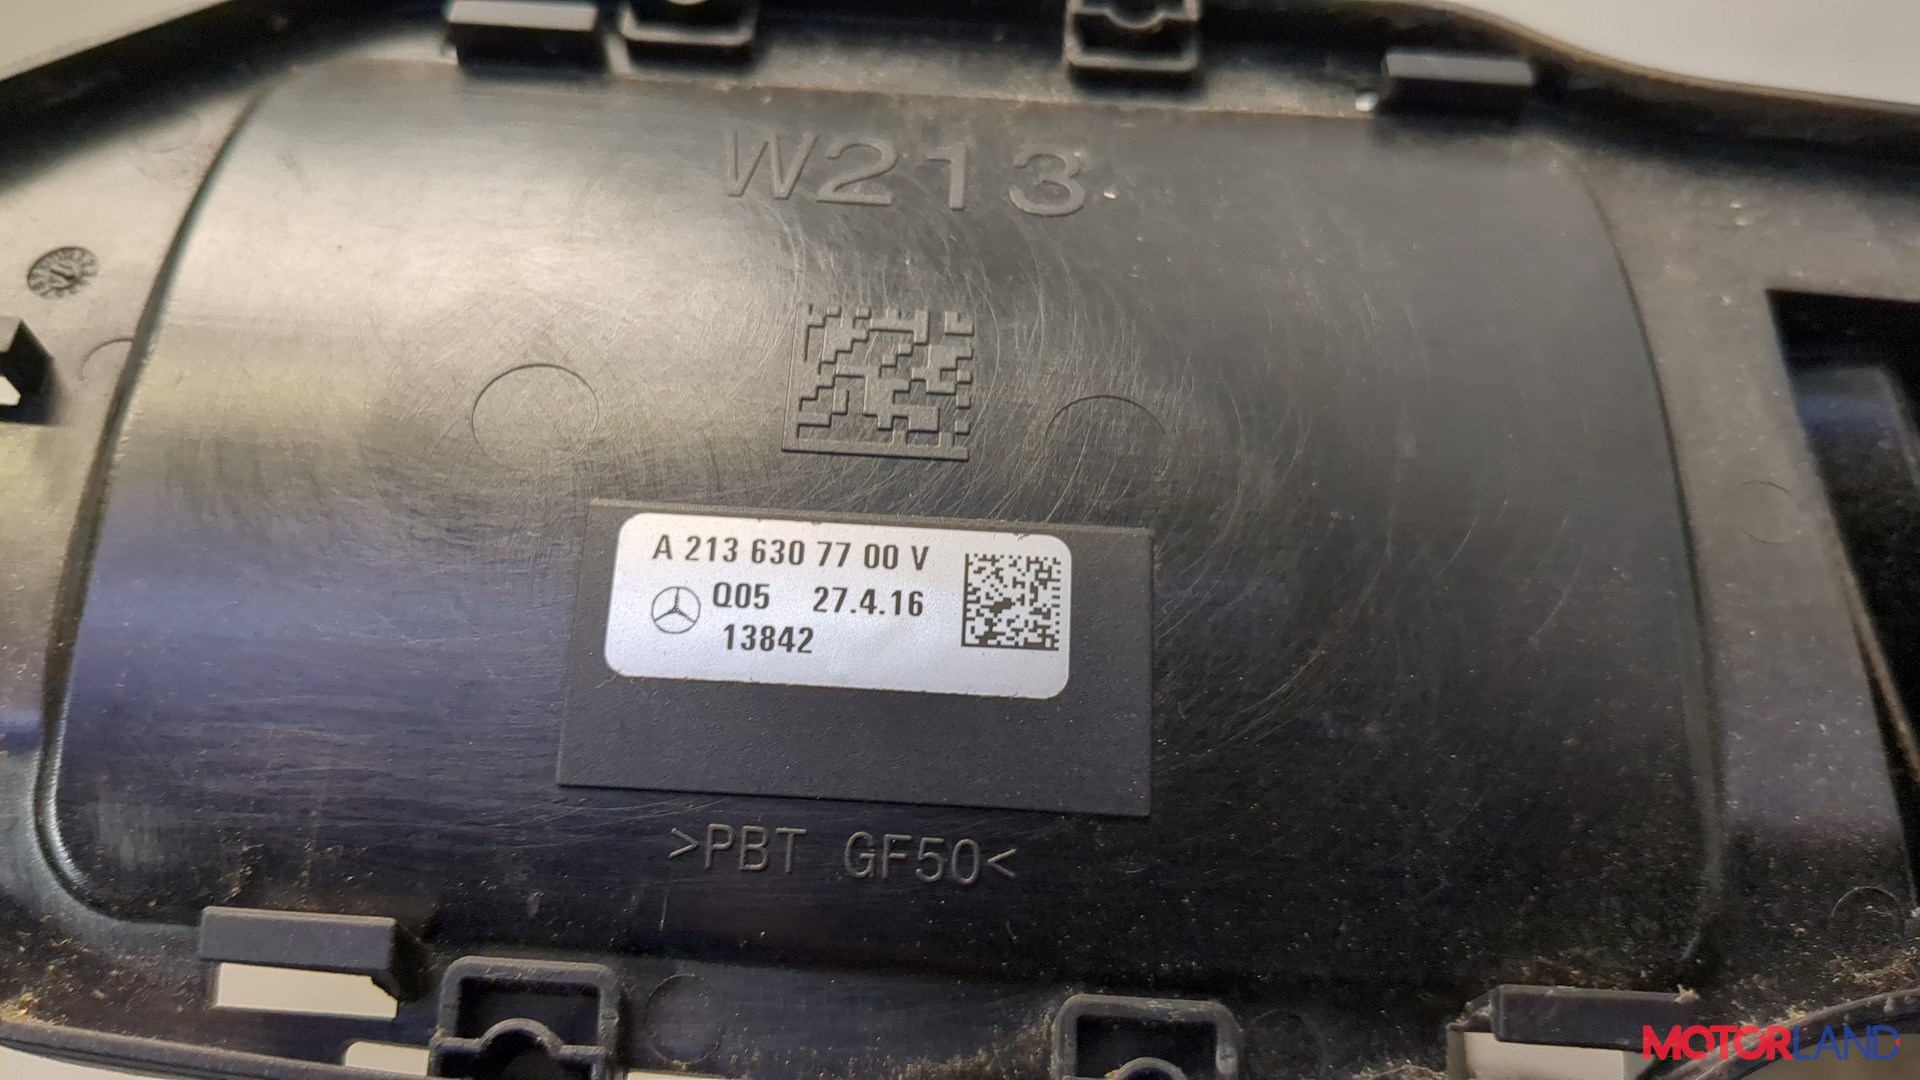 W213
A 213 630 77 00 V
Q05 27.4.16
13842
>PBT GF50<
MOTORLAND